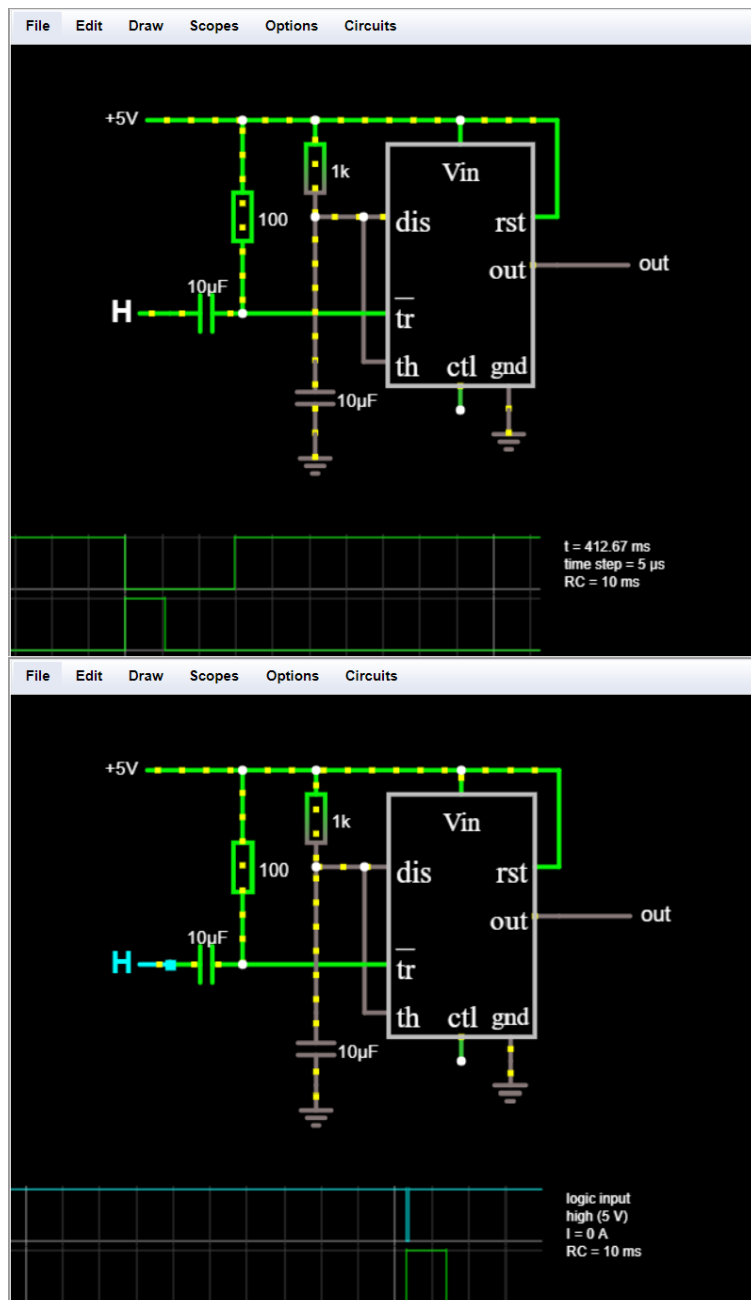 File Edit Draw Scopes Options Circuits
+5V
1k
Vin
100
dis rst
out out
10µF
H
tr
th ctl gnd
10µF
t = 412.67 ms
time step = 5 µs
RC = 10 ms
File Edit Draw Scopes Options Circuits
+5V
1k
Vin
100
dis rst
out out
10µF
H
tr
th ctl gnd
10µF
logic input
high (5 V)
I = 0 A
RC = 10 ms